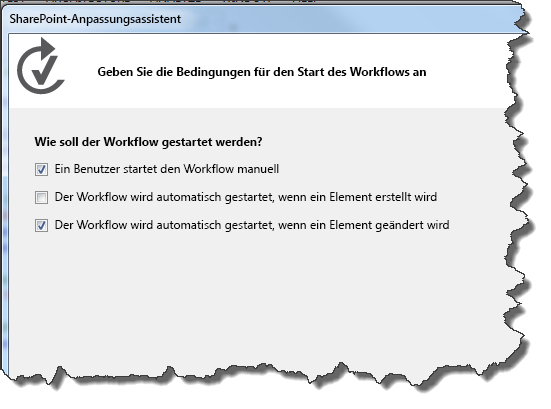 SharePoint-Anpassungsassistent
Geben Sie die Bedingungen für den Start des Workflows an
Wie soll der Workflow gestartet werden?
Ein Benutzer startet den Workflow manuell
Der Workflow wird automatisch gestartet, wenn ein Element erstellt wird
Der Workflow wird automatisch gestartet, wenn ein Element geändert wird